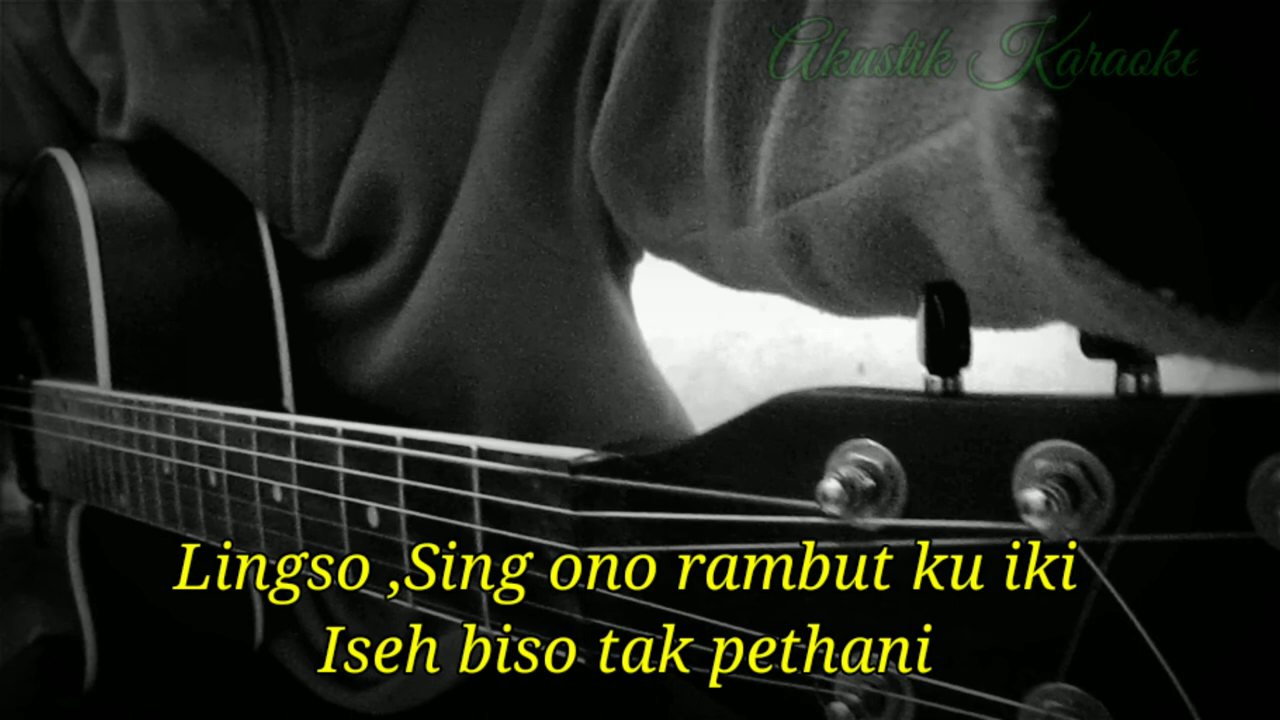 Akustik Karaoke
Lingso ,Sing ono rambut ku iki
Iseh biso tak pethani